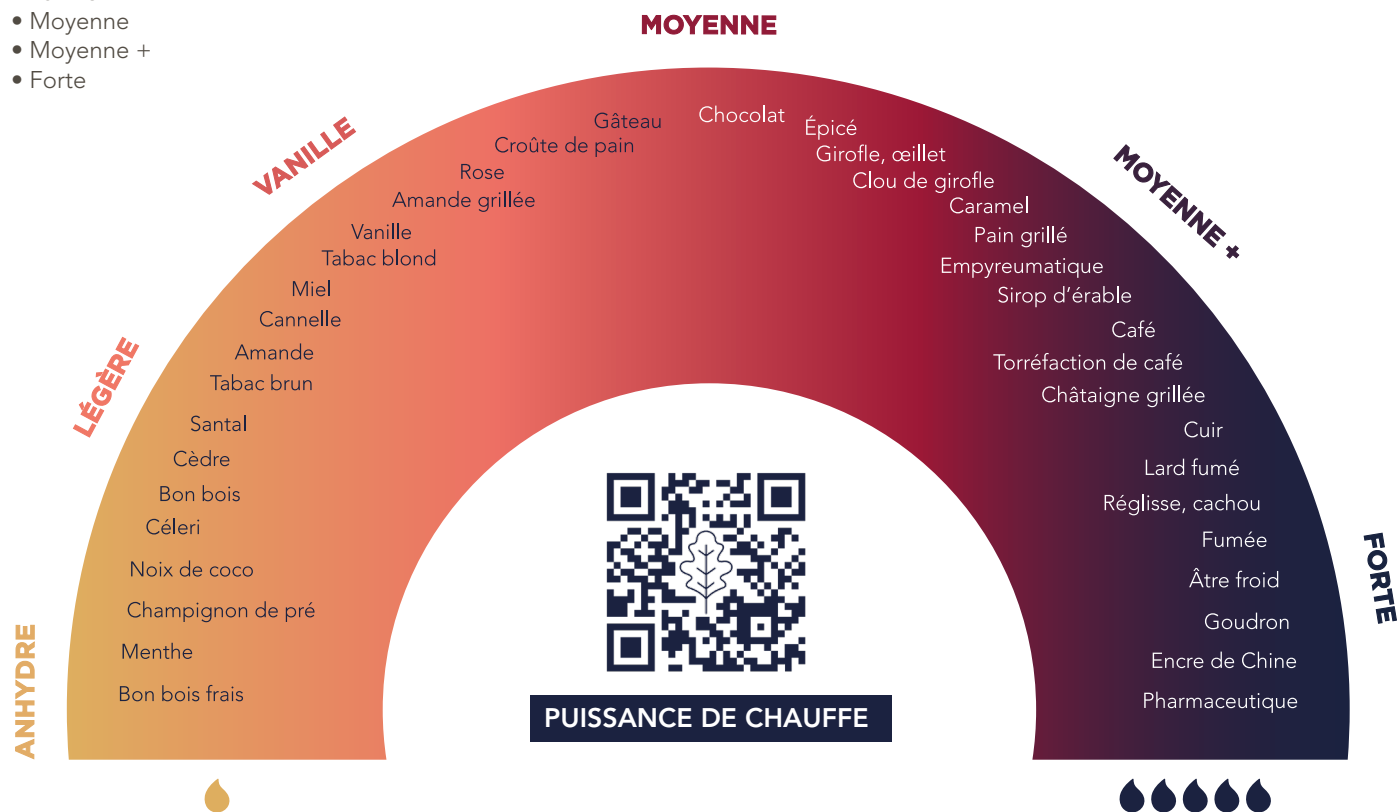 • Moyenne
• Moyenne +
• Forte
ANHYDRE
LÉGÈRE
VANILLE
MOYENNE
MOYENNE +
FORTE
Bon bois frais
Menthe
Champignon de pré
Noix de coco
Céleri
Bon bois
Cèdre
Santal
Tabac brun
Amande
Cannelle
Miel
Tabac blond
Vanille
Amande grillée
Rose
Croûte de pain
Gâteau
Chocolat
Épicé
Girofle, œillet
Clou de girofle
Caramel
Pain grillé
Empyreumatique
Sirop d’érable
Café
Torréfaction de café
Châtaigne grillée
Cuir
Lard fumé
Réglisse, cachou
Fumée
Âtre froid
Goudron
Encre de Chine
Pharmaceutique
PUISSANCE DE CHAUFFE